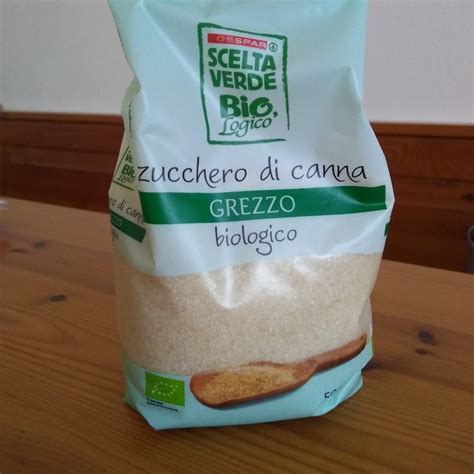 DESPAR
SCELTA
VERDE
BiO,
Logico
zucchero di canna
GREZZO
biologico